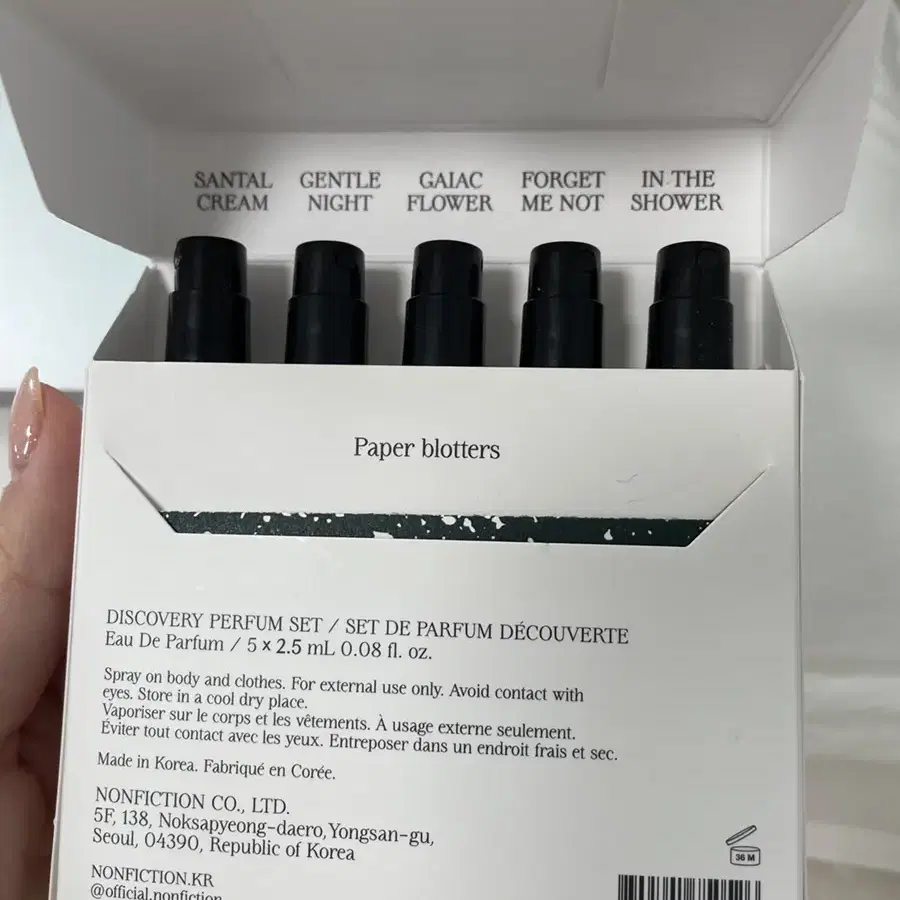 SANTAL CREAM
GENTLE NIGHT
GAIAC FLOWER
FORGET ME NOT
IN THE SHOWER
Paper blotters
DISCOVERY PERFUM SET / SET DE PARFUM DÉCOUVERTE
Eau De Parfum / 5 x 2.5 mL 0.08 fl. oz.
Spray on body and clothes. For external use only. Avoid contact with
eyes. Store in a cool dry place.
Vaporiser sur le corps et les vêtements. À usage externe seulement.
Éviter tout contact avec les yeux. Entreposer dans un endroit frais et sec.
Made in Korea. Fabriqué en Corée.
NONFICTION CO., LTD.
5F, 138, Noksapyeong-daero, Yongsan-gu,
Seoul, 04390, Republic of Korea
NONFICTION.KR
@official.nonfiction
36 M